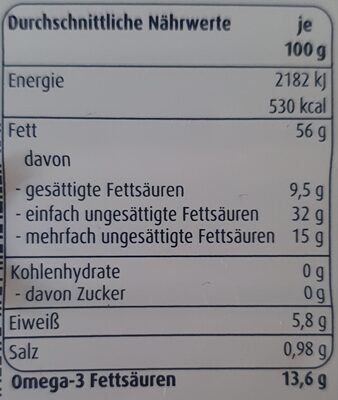 Durchschnittliche Nährwerte je
100 g
Energie 2182 kJ
530 kcal
Fett 56 g
davon
- gesättigte Fettsäuren 9,5 g
- einfach ungesättigte Fettsäuren 32 g
- mehrfach ungesättigte Fettsäuren 15 g
Kohlenhydrate 0 g
- davon Zucker 0 g
Eiweiß 5,8 g
Salz 0,98 g
Omega-3 Fettsäuren 13,6 g